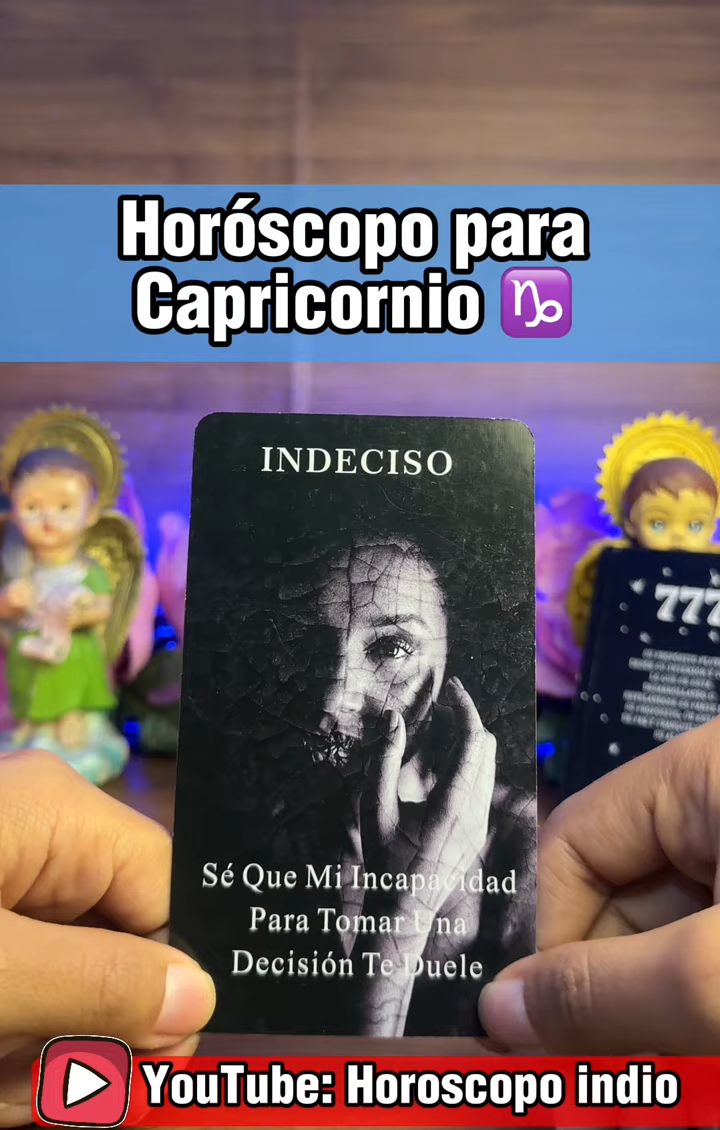 Horóscopo para
Capricornio ♑
INDECISO
777
Sé Que Mi Incapacidad
Para Tomar Una
Decisión Te Duele
YouTube: Horoscopo indio